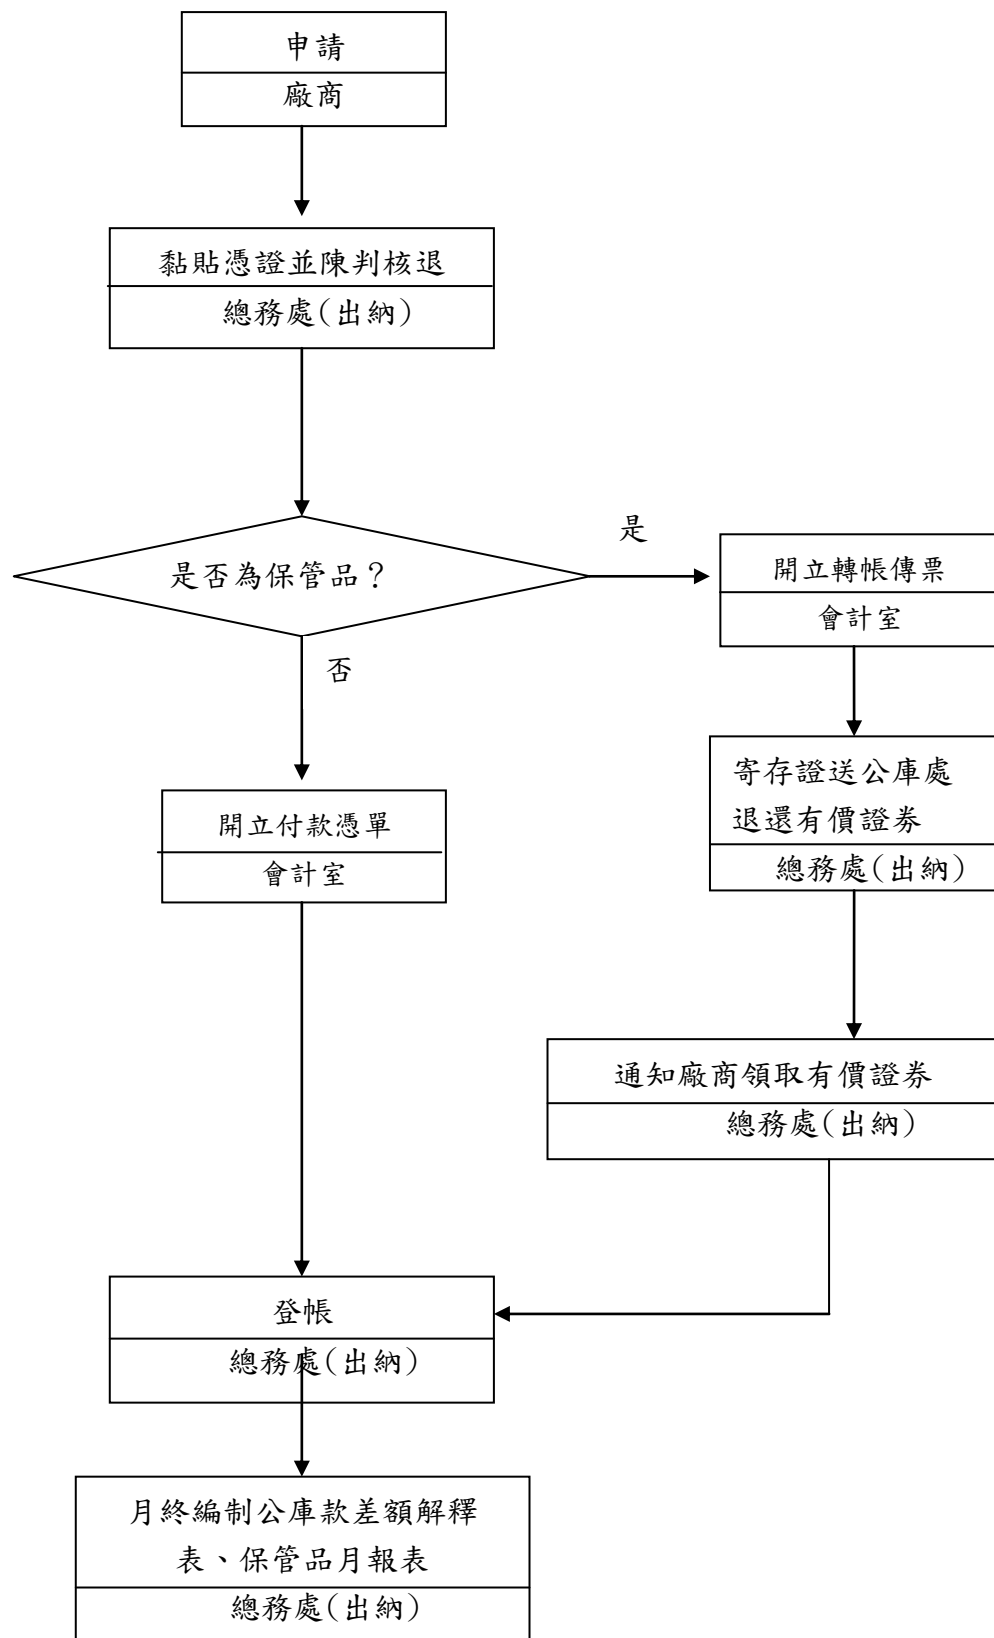 申請
廠商
黏貼憑證並陳判核退
總務處(出納)
是否為保管品？
是
否
開立轉帳傳票
會計室
寄存證送公庫處
退還有價證券
總務處(出納)
開立付款憑單
會計室
通知廠商領取有價證券
總務處(出納)
登帳
總務處(出納)
月終編制公庫款差額解釋
表、保管品月報表
總務處(出納)